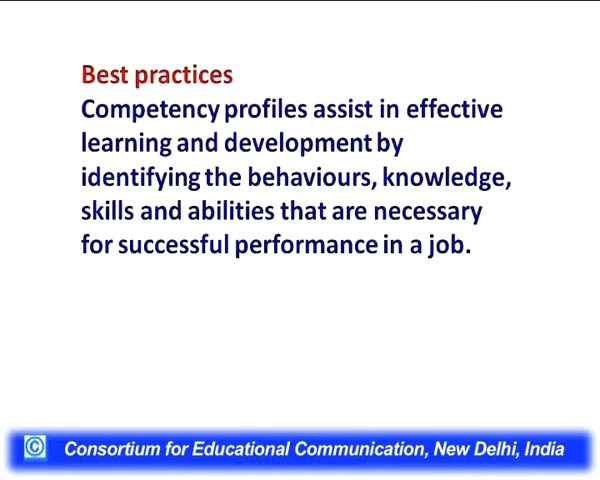 Best practices
Competency profiles assist in effective
learning and development by
identifying the behaviours, knowledge,
skills and abilities that are necessary
for successful performance in a job.
© Consortium for Educational Communication, New Delhi, India